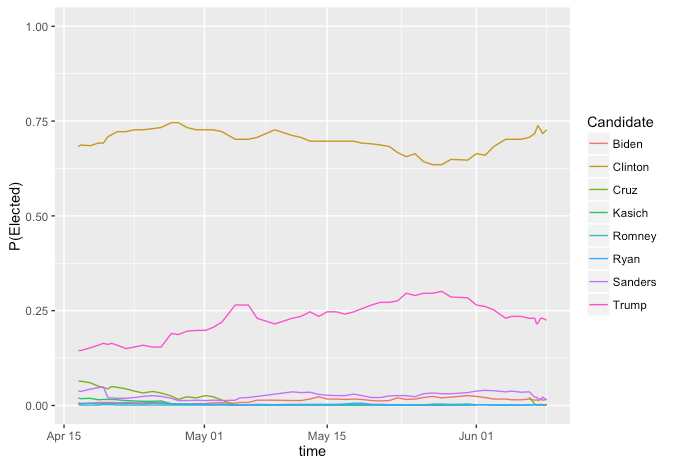 1.00
0.75
0.50
0.25
0.00
P(Elected)
Apr 15
May 01
May 15
Jun 01
time
Candidate
Biden
Clinton
Cruz
Kasich
Romney
Ryan
Sanders
Trump